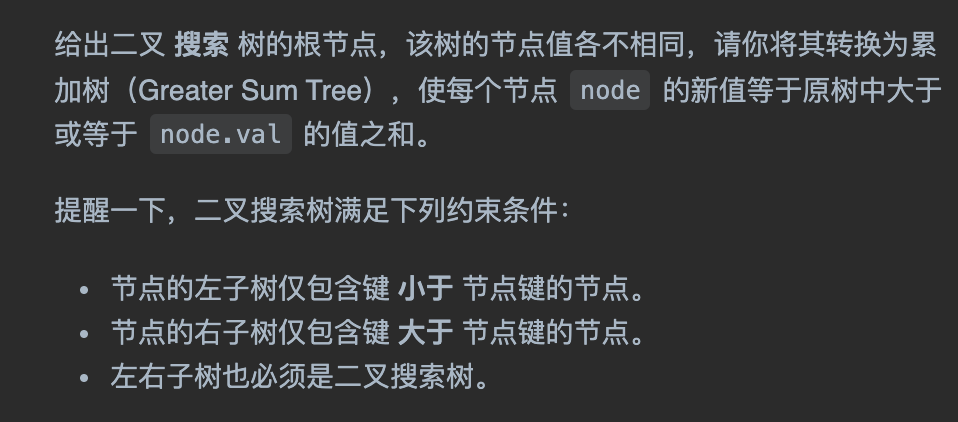 给出二叉 搜索 树的根节点，该树的节点值各不相同，请你将其转换为累
加树（Greater Sum Tree），使每个节点 node 的新值等于原树中大于
或等于 node.val 的值之和。
提醒一下，二叉搜索树满足下列约束条件：
• 节点的左子树仅包含键 小于 节点键的节点。
• 节点的右子树仅包含键 大于 节点键的节点。
• 左右子树也必须是二叉搜索树。